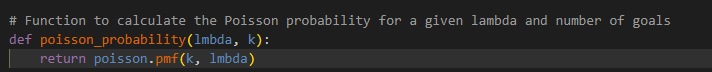 # Function to calculate the Poisson probability for a given lambda and number of goals
def poisson_probability(lmbda, k):
    return poisson.pmf(k, lmbda)